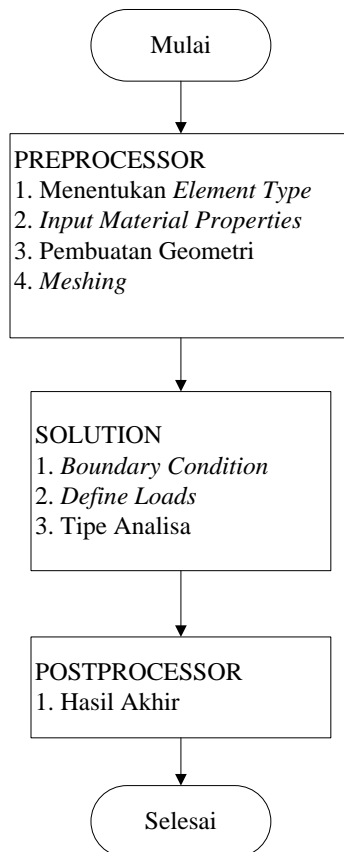 Mulai
PREPROCESSOR
1. Menentukan Element Type
2. Input Material Properties
3. Pembuatan Geometri
4. Meshing
SOLUTION
1. Boundary Condition
2. Define Loads
3. Tipe Analisa
POSTPROCESSOR
1. Hasil Akhir
Selesai